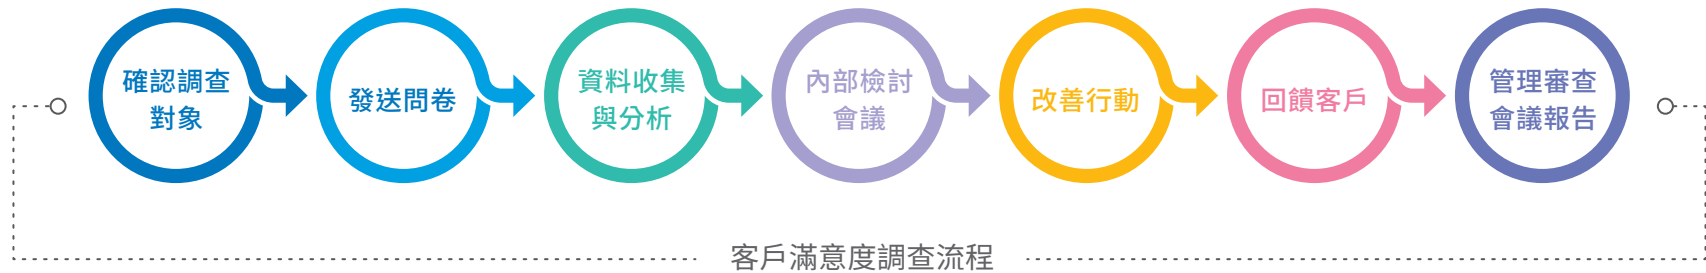 確認調查
對象
發送問卷
資料收集
與分析
內部檢討
會議
改善行動
回饋客戶
管理審查
會議報告
客戶滿意度調查流程